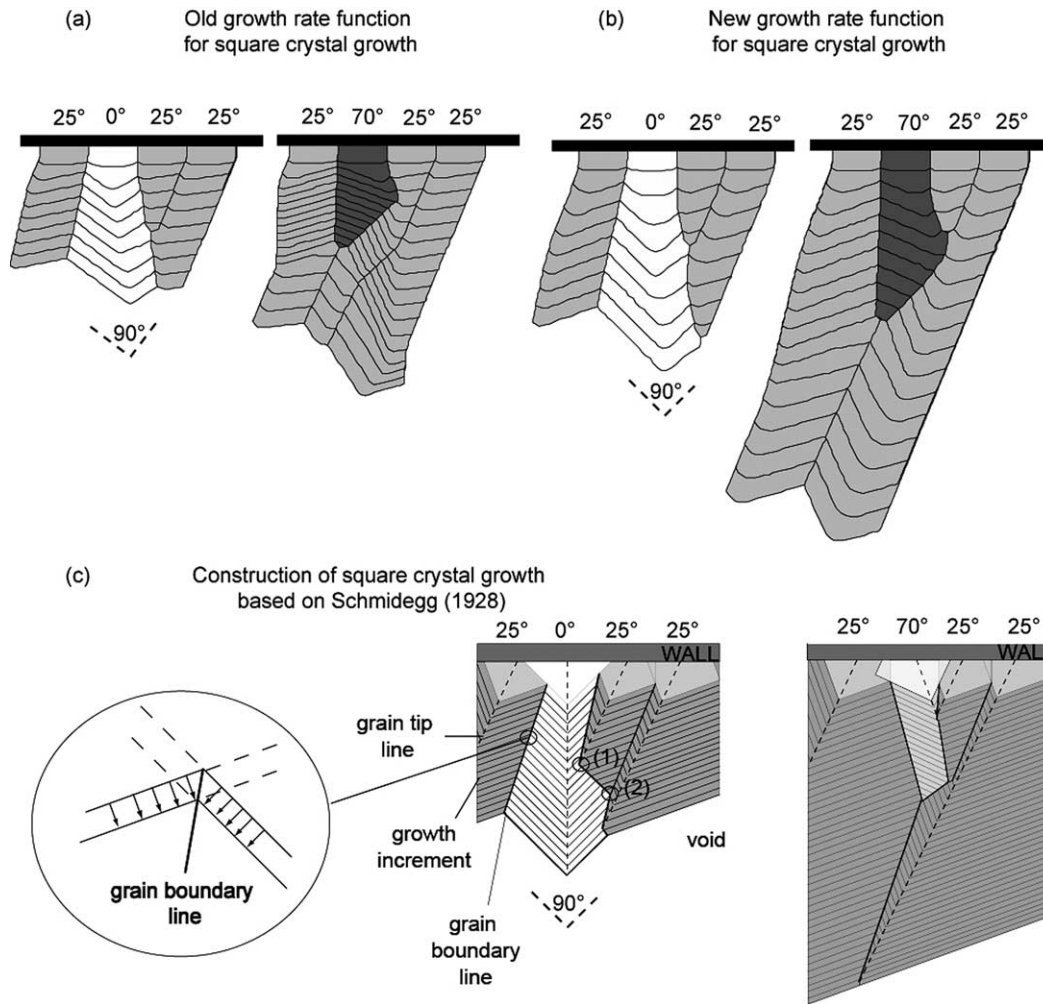 (a)
Old growth rate function
for square crystal growth
25° 0° 25° 25°
25° 70° 25° 25°
90°
(b)
New growth rate function
for square crystal growth
25° 0° 25° 25°
25° 70° 25° 25°
90°
(c)
Construction of square crystal growth
based on Schmidegg (1928)
25° 0° 25° 25°
WALL
25° 70° 25° 25°
WALL
grain tip
line
(1)
(2)
growth
increment
void
grain boundary
line
grain
boundary
line
90°